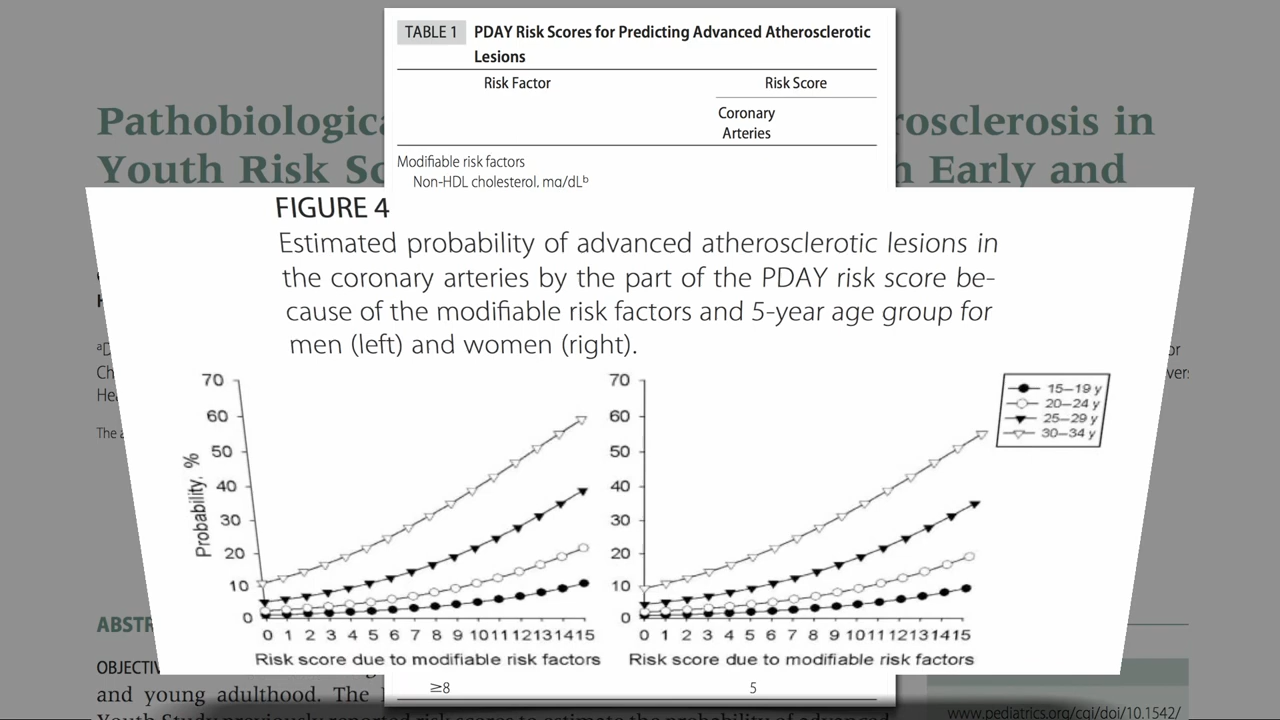 TABLE 1 PDAY Risk Scores for Predicting Advanced Atherosclerotic
Lesions
Risk Factor Risk Score
Coronary
Arteries
Pathobiologica rosclerosis in
Youth Risk Sc n Early and
Modifiable risk factors
Non-HDL cholesterol, mg/dLᵇ
FIGURE 4
Estimated probability of advanced atherosclerotic lesions in
the coronary arteries by the part of the PDAY risk score be-
cause of the modifiable risk factors and 5-year age group for
men (left) and women (right).
Probability, %
70
60
50
40
30
20
10
0
0 1 2 3 4 5 6 7 8 9 10 11 12 13 14 15
Risk score due to modifiable risk factors
70
60
50
40
30
20
10
0
0 1 2 3 4 5 6 7 8 9 10 11 12 13 14 15
Risk score due to modifiable risk factors
15–19 y
20–24 y
25–29 y
30–34 y
The a
ABSTR
OBJECTIV
≥8 5
and young adulthood. The
www.pediatrics.org/cgi/doi/10.1542/